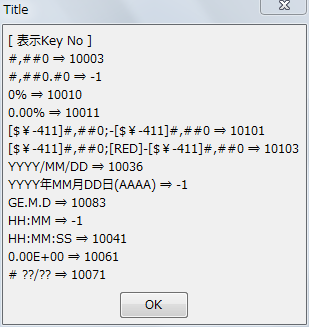 Title
[ 表示Key No ]
#,##0 ⇒ 10003
#,##0.#0 ⇒ -1
0% ⇒ 10010
0.00% ⇒ 10011
[$￥-411]#,##0;-[$￥-411]#,##0 ⇒ 10101
[$￥-411]#,##0;[RED]-[$￥-411]#,##0 ⇒ 10103
YYYY/MM/DD ⇒ 10036
YYYY年MM月DD日(AAAA) ⇒ -1
GE.M.D ⇒ 10083
HH:MM ⇒ -1
HH:MM:SS ⇒ 10041
0.00E+00 ⇒ 10061
# ??/?? ⇒ 10071
OK